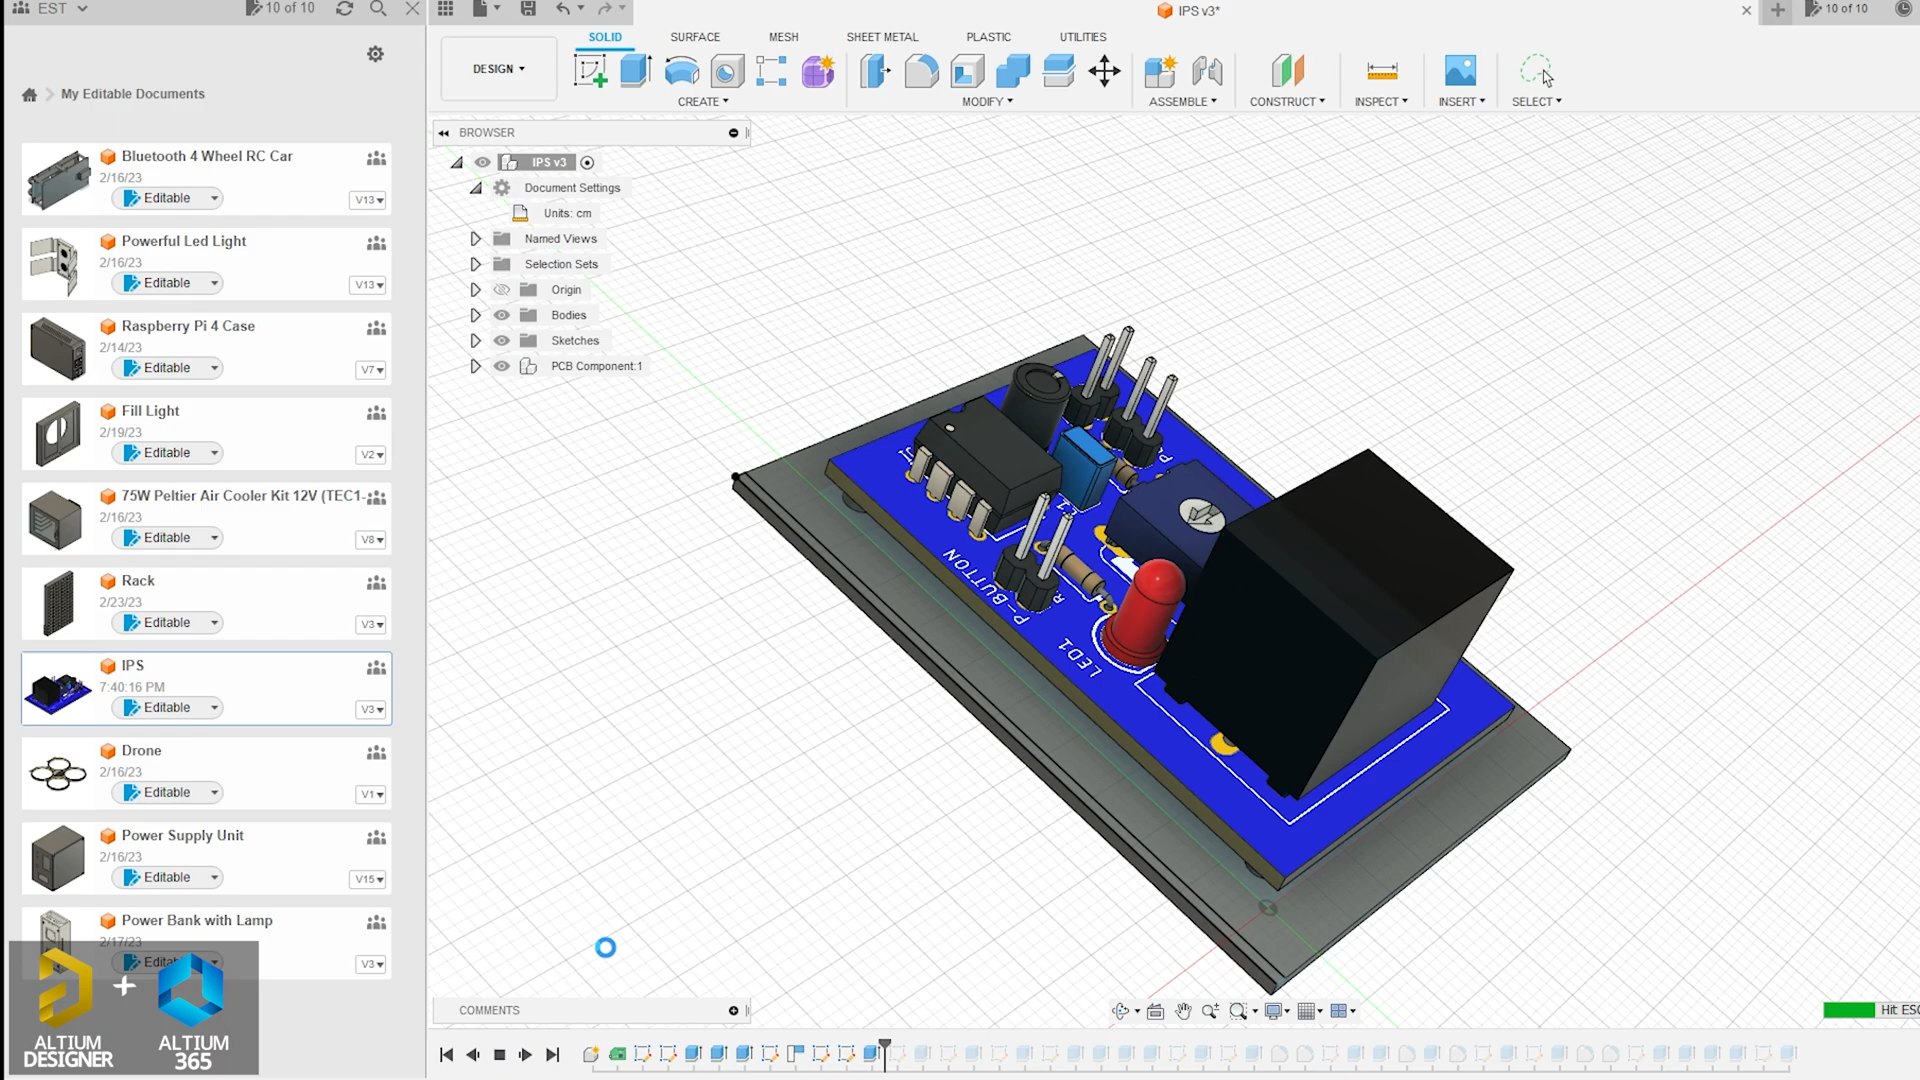 EST
10 of 10
IPS v3*
10 of 10
SOLID
SURFACE
MESH
SHEET METAL
PLASTIC
UTILITIES
DESIGN
CREATE
MODIFY
ASSEMBLE
CONSTRUCT
INSPECT
INSERT
SELECT
My Editable Documents
Bluetooth 4 Wheel RC Car
2/16/23
Editable
V13
Powerful Led Light
2/16/23
Editable
V13
Raspberry Pi 4 Case
2/14/23
Editable
V7
Fill Light
2/19/23
Editable
V2
75W Peltier Air Cooler Kit 12V (TEC1-
2/16/23
Editable
V8
Rack
2/23/23
Editable
V3
IPS
7:40:16 PM
Editable
V3
Drone
2/16/23
Editable
V1
Power Supply Unit
2/16/23
Editable
V15
Power Bank with Lamp
2/17/23
V3
ALTIUM
DESIGNER
+
ALTIUM
365
BROWSER
IPS v3
Document Settings
Units: cm
Named Views
Selection Sets
Origin
Bodies
Sketches
PCB Component:1
P-BUTTON
LED1
COMMENTS
Hit ESC